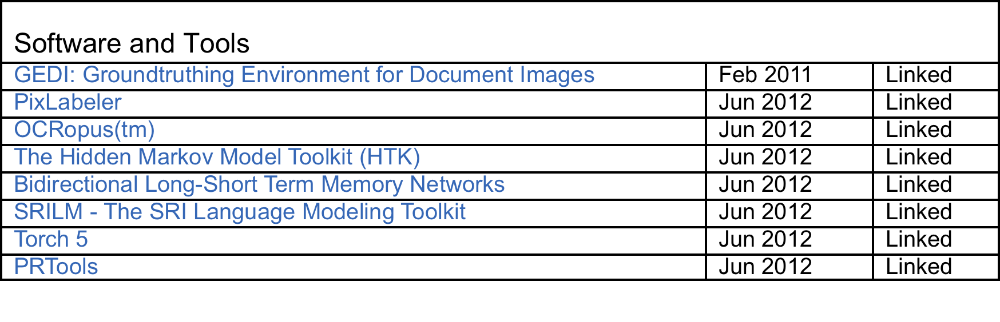 Software and Tools
GEDI: Groundtruthing Environment for Document Images Feb 2011 Linked
PixLabeler Jun 2012 Linked
OCRopus(tm) Jun 2012 Linked
The Hidden Markov Model Toolkit (HTK) Jun 2012 Linked
Bidirectional Long-Short Term Memory Networks Jun 2012 Linked
SRILM - The SRI Language Modeling Toolkit Jun 2012 Linked
Torch 5 Jun 2012 Linked
PRTools Jun 2012 Linked